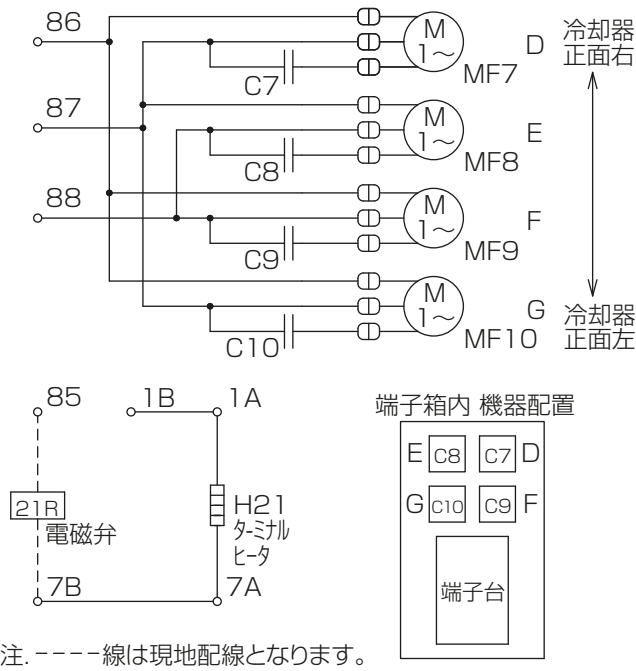 86
M
1～
D
冷却器
正面右
C7
MF7
87
M
1～
E
C8
MF8
88
M
1～
F
C9
MF9
M
1～
G
冷却器
正面左
C10
MF10
85
1B
1A
21R
電磁弁
H21
ﾀｰﾐﾅﾙ
ﾋｰﾀ
7B
7A
端子箱内 機器配置
E C8 C7 D
G C10 C9 F
端子台
注. ----線は現地配線となります。